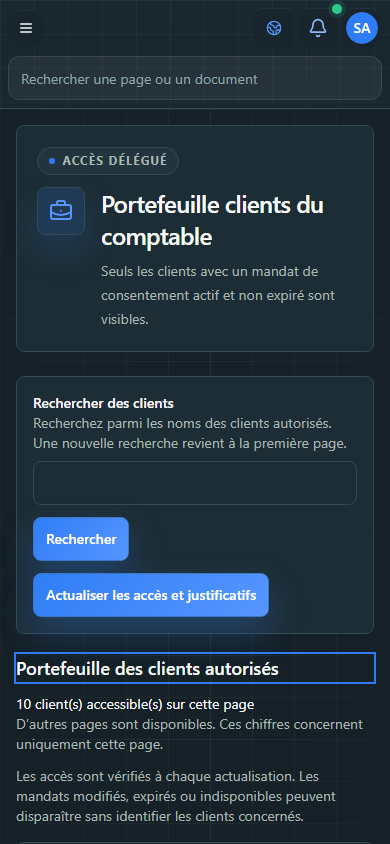 SA
Rechercher une page ou un document
ACCÈS DÉLÉGUÉ
Portefeuille clients du
comptable
Seuls les clients avec un mandat de
consentement actif et non expiré sont
visibles.
Rechercher des clients
Recherchez parmi les noms des clients autorisés.
Une nouvelle recherche revient à la première page.
Rechercher
Actualiser les accès et justificatifs
Portefeuille des clients autorisés
10 client(s) accessible(s) sur cette page
D'autres pages sont disponibles. Ces chiffres concernent
uniquement cette page.
Les accès sont vérifiés à chaque actualisation. Les
mandats modifiés, expirés ou indisponibles peuvent
disparaître sans identifier les clients concernés.